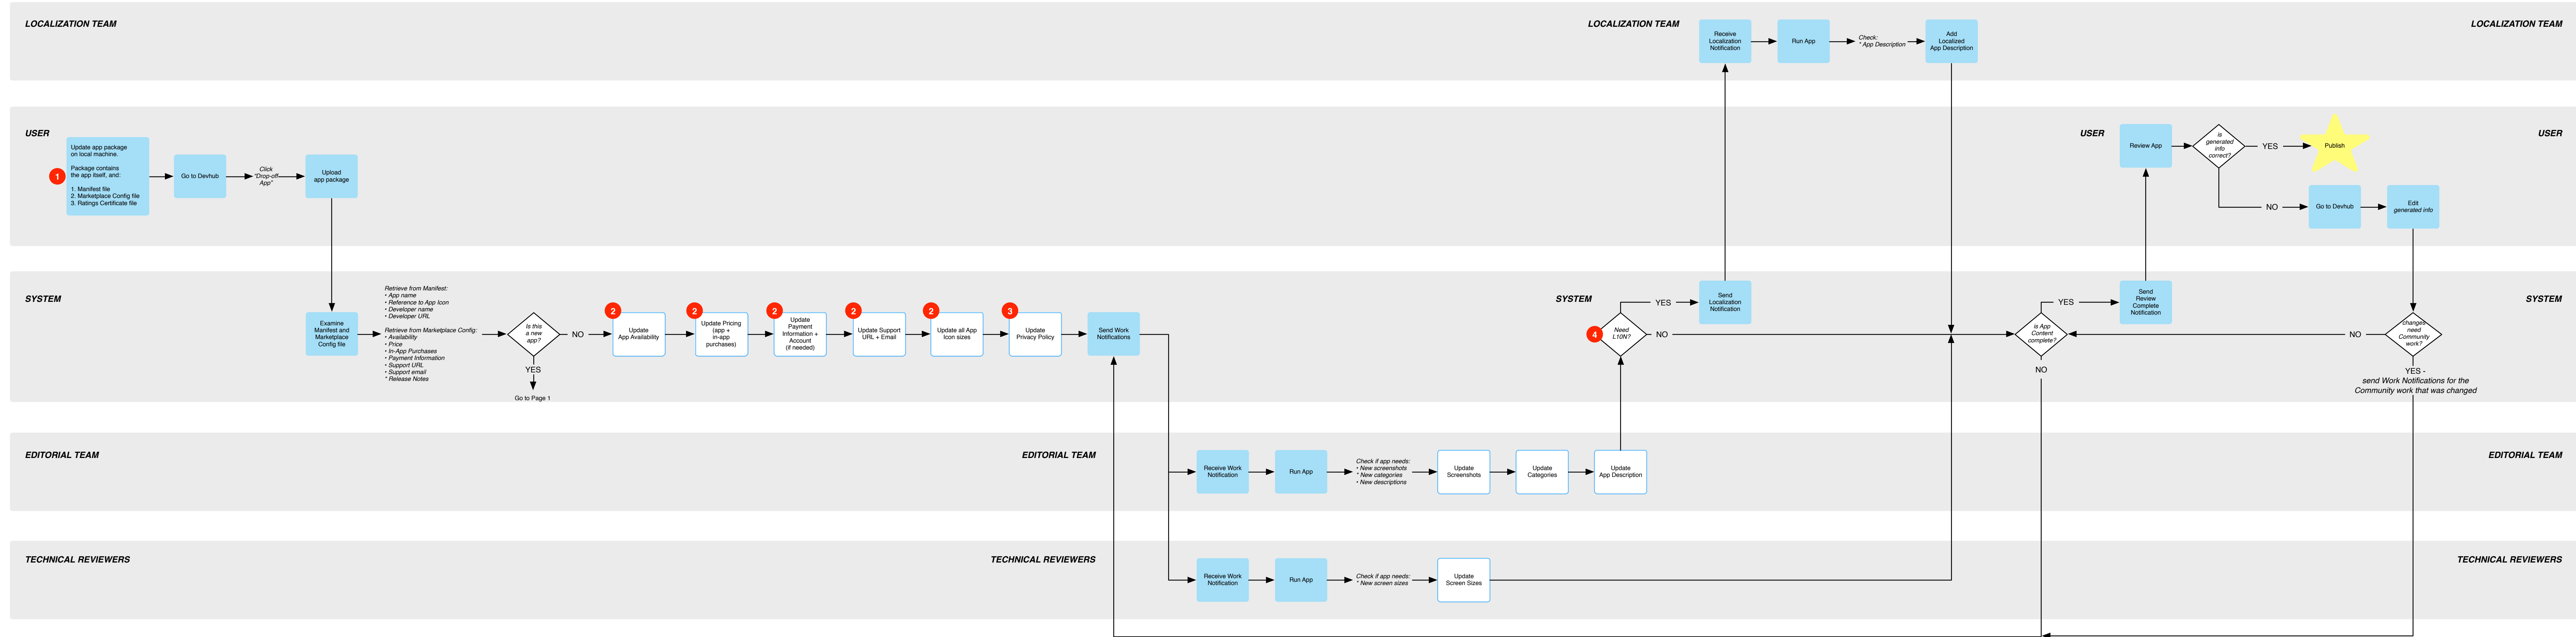 LOCALIZATION TEAM
LOCALIZATION TEAM
LOCALIZATION TEAM
Receive
Localization
Notification
Run App
Check:
* App Description
Add
Localized
App Description
USER
USER
USER
1
Update app package
on local machine.
Package contains
the app itself, and:
1. Manifest file
2. Marketplace Config file
3. Ratings Certificate file
Go to Devhub
Click
"Drop-off
App"
Upload
app package
Review App
is
generated
info
correct?
YES
Publish
NO
Go to Devhub
Edit
generated info
SYSTEM
SYSTEM
SYSTEM
Examine
Manifest and
Marketplace
Config file
Retrieve from Manifest:
• App name
• Reference to App Icon
• Developer name
• Developer URL
Retrieve from Marketplace Config:
• Availability
• Price
• In-App Purchases
• Payment Information
• Support URL
• Support email
* Release Notes
Is this
a new
app?
NO
YES
Go to Page 1
2
Update
App Availability
2
Update Pricing
(app +
in-app
purchases)
2
Update
Payment
Information +
Account
(if needed)
2
Update Support
URL + Email
2
Update all App
Icon sizes
3
Update
Privacy Policy
Send Work
Notifications
4
Need
L10N?
YES
NO
Send
Localization
Notification
is App
Content
complete?
YES
NO
Send
Review
Complete
Notification
changes
need
Community
work?
NO
YES -
send Work Notifications for the
Community work that was changed
EDITORIAL TEAM
EDITORIAL TEAM
EDITORIAL TEAM
Receive Work
Notification
Run App
Check if app needs:
• New screenshots
* New categories
• New descriptions
Update
Screenshots
Update
Categories
Update
App Description
TECHNICAL REVIEWERS
TECHNICAL REVIEWERS
TECHNICAL REVIEWERS
Receive Work
Notification
Run App
Check if app needs:
* New screen sizes
Update
Screen Sizes